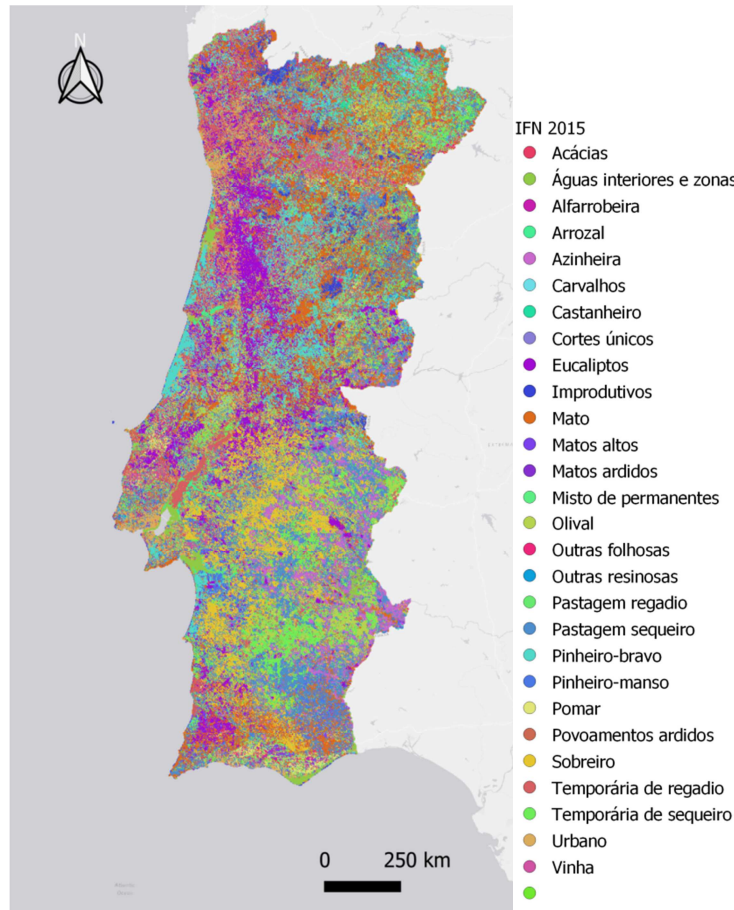 N
IFN 2015
Acácias
Águas interiores e zonas
Alfarrobeira
Arrozal
Azinheira
Carvalhos
Castanheiro
Cortes únicos
Eucaliptos
Improdutivos
Mato
Matos altos
Matos ardidos
Misto de permanentes
Olival
Outras folhosas
Outras resinosas
Pastagem regadio
Pastagem sequeiro
Pinheiro-bravo
Pinheiro-manso
Pomar
Povoamentos ardidos
Sobreiro
Temporária de regadio
Temporária de sequeiro
Urbano
Vinha
0 250 km